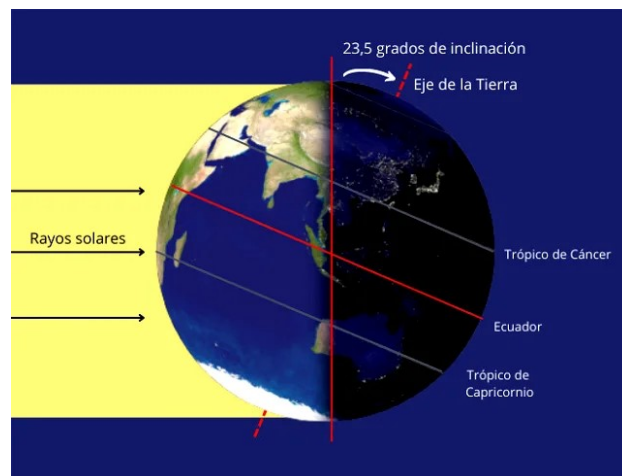 23,5 grados de inclinación
Eje de la Tierra
Rayos solares
Trópico de Cáncer
Ecuador
Trópico de
Capricornio